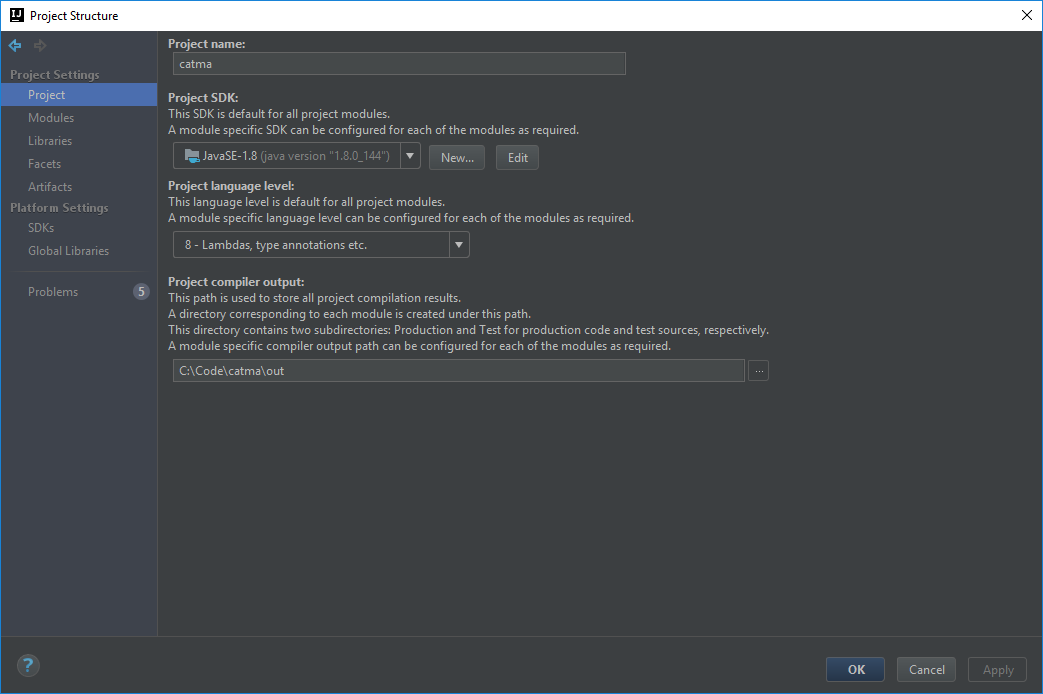 Project Structure
Project Settings
Project
Modules
Libraries
Facets
Artifacts
Platform Settings
SDKs
Global Libraries
Problems 5
Project name:
catma
Project SDK:
This SDK is default for all project modules.
A module specific SDK can be configured for each of the modules as required.
JavaSE-1.8 (java version "1.8.0_144") New... Edit
Project language level:
This language level is default for all project modules.
A module specific language level can be configured for each of the modules as required.
8 - Lambdas, type annotations etc.
Project compiler output:
This path is used to store all project compilation results.
A directory corresponding to each module is created under this path.
This directory contains two subdirectories: Production and Test for production code and test sources, respectively.
A module specific compiler output path can be configured for each of the modules as required.
C:\Code\catma\out ...
? OK Cancel Apply